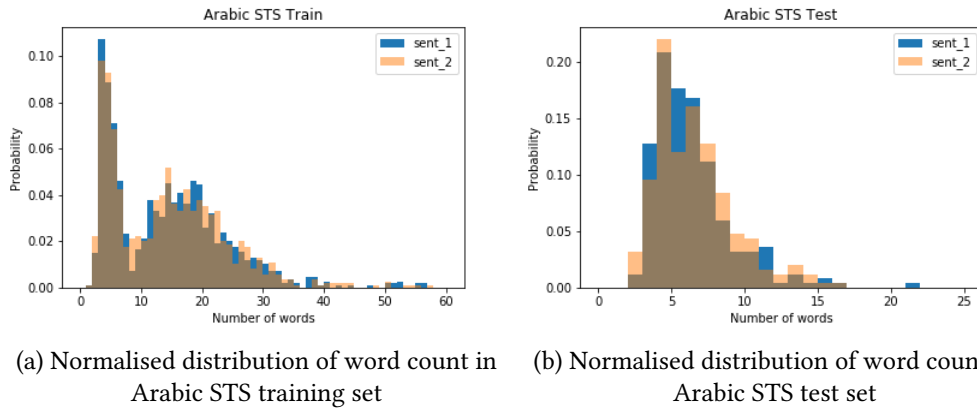 Arabic STS Train
sent_1
sent_2
0.10
0.08
0.06
0.04
0.02
0.00
Probability
0 10 20 30 40 50 60
Number of words
Arabic STS Test
sent_1
sent_2
0.20
0.15
0.10
0.05
0.00
Probability
0 5 10 15 20 25
Number of words
(a) Normalised distribution of word count in
Arabic STS training set
(b) Normalised distribution of word coun
Arabic STS test set